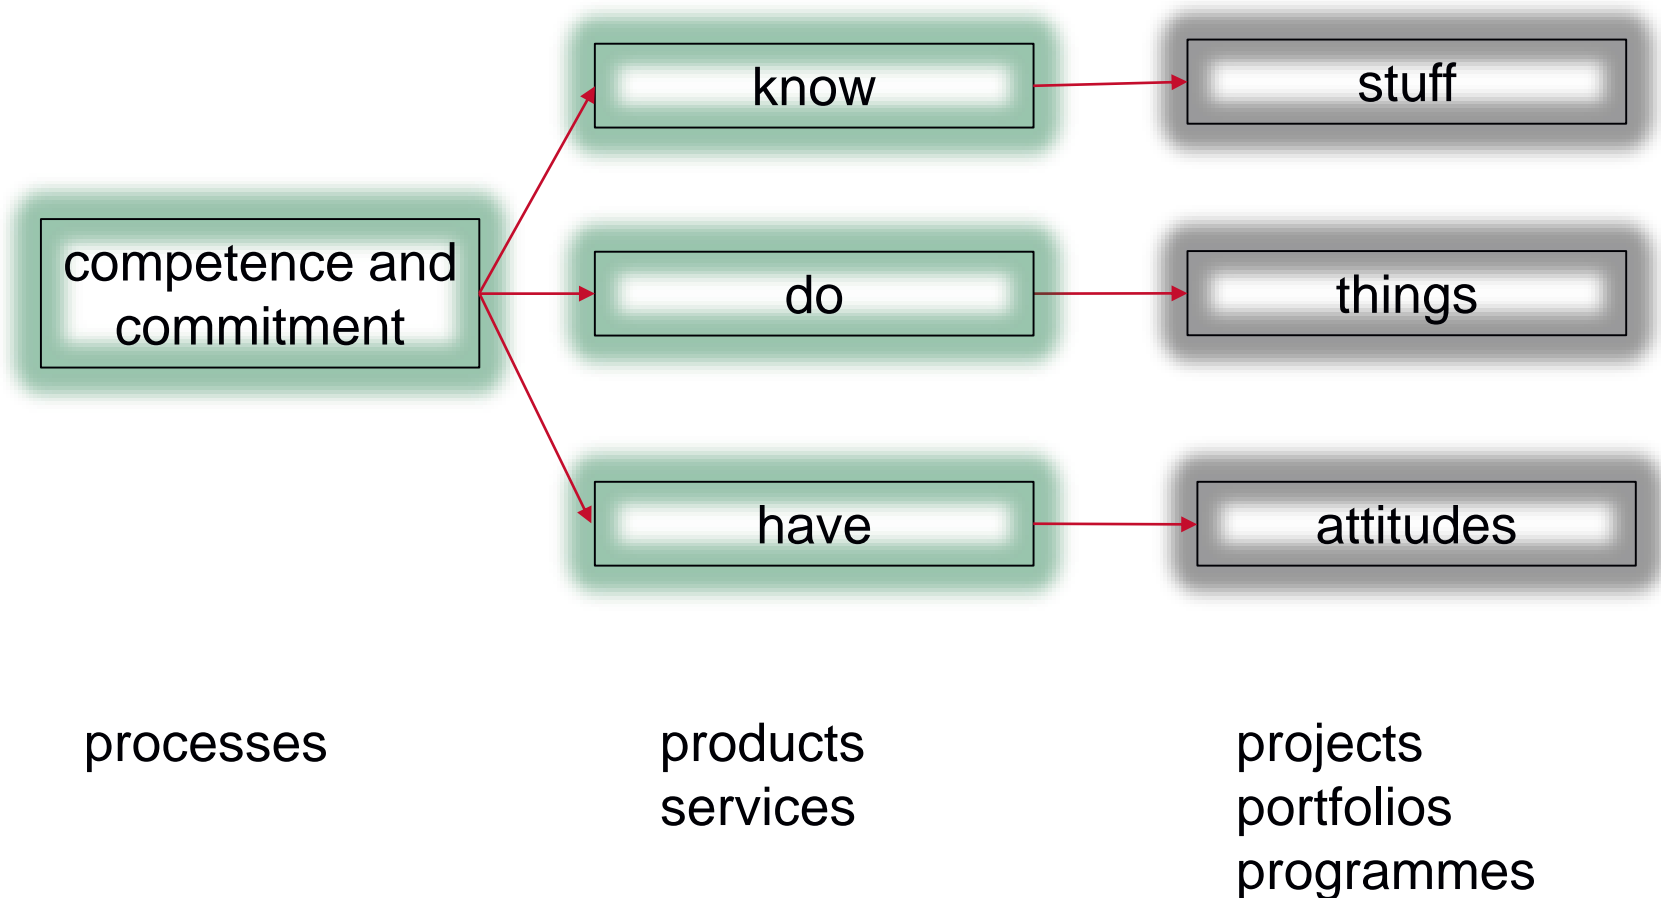 know
stuff
competence and
commitment
do
things
have
attitudes
processes
products
services
projects
portfolios
programmes